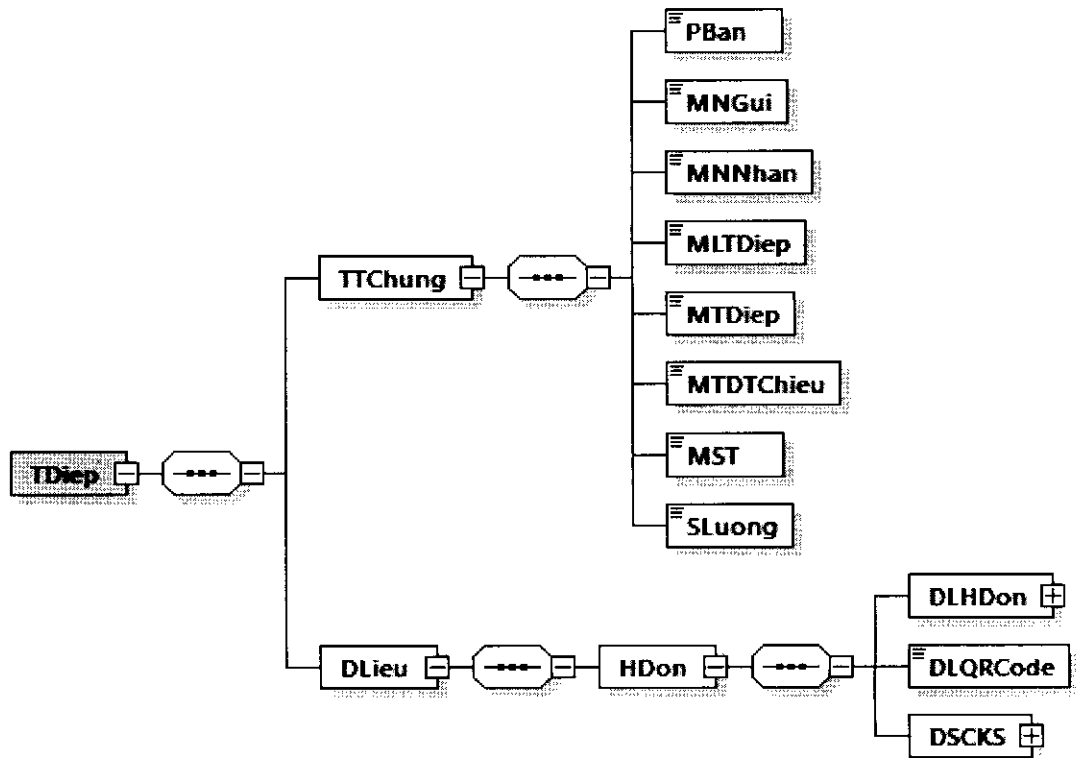 PBan
MNGui
MNNhan
MLTDiep
TTChung
MTDiep
MTDTChieu
TDiep
MST
SLuong
DLHDon
DLieu
HDon
DLQRCode
DSCKS